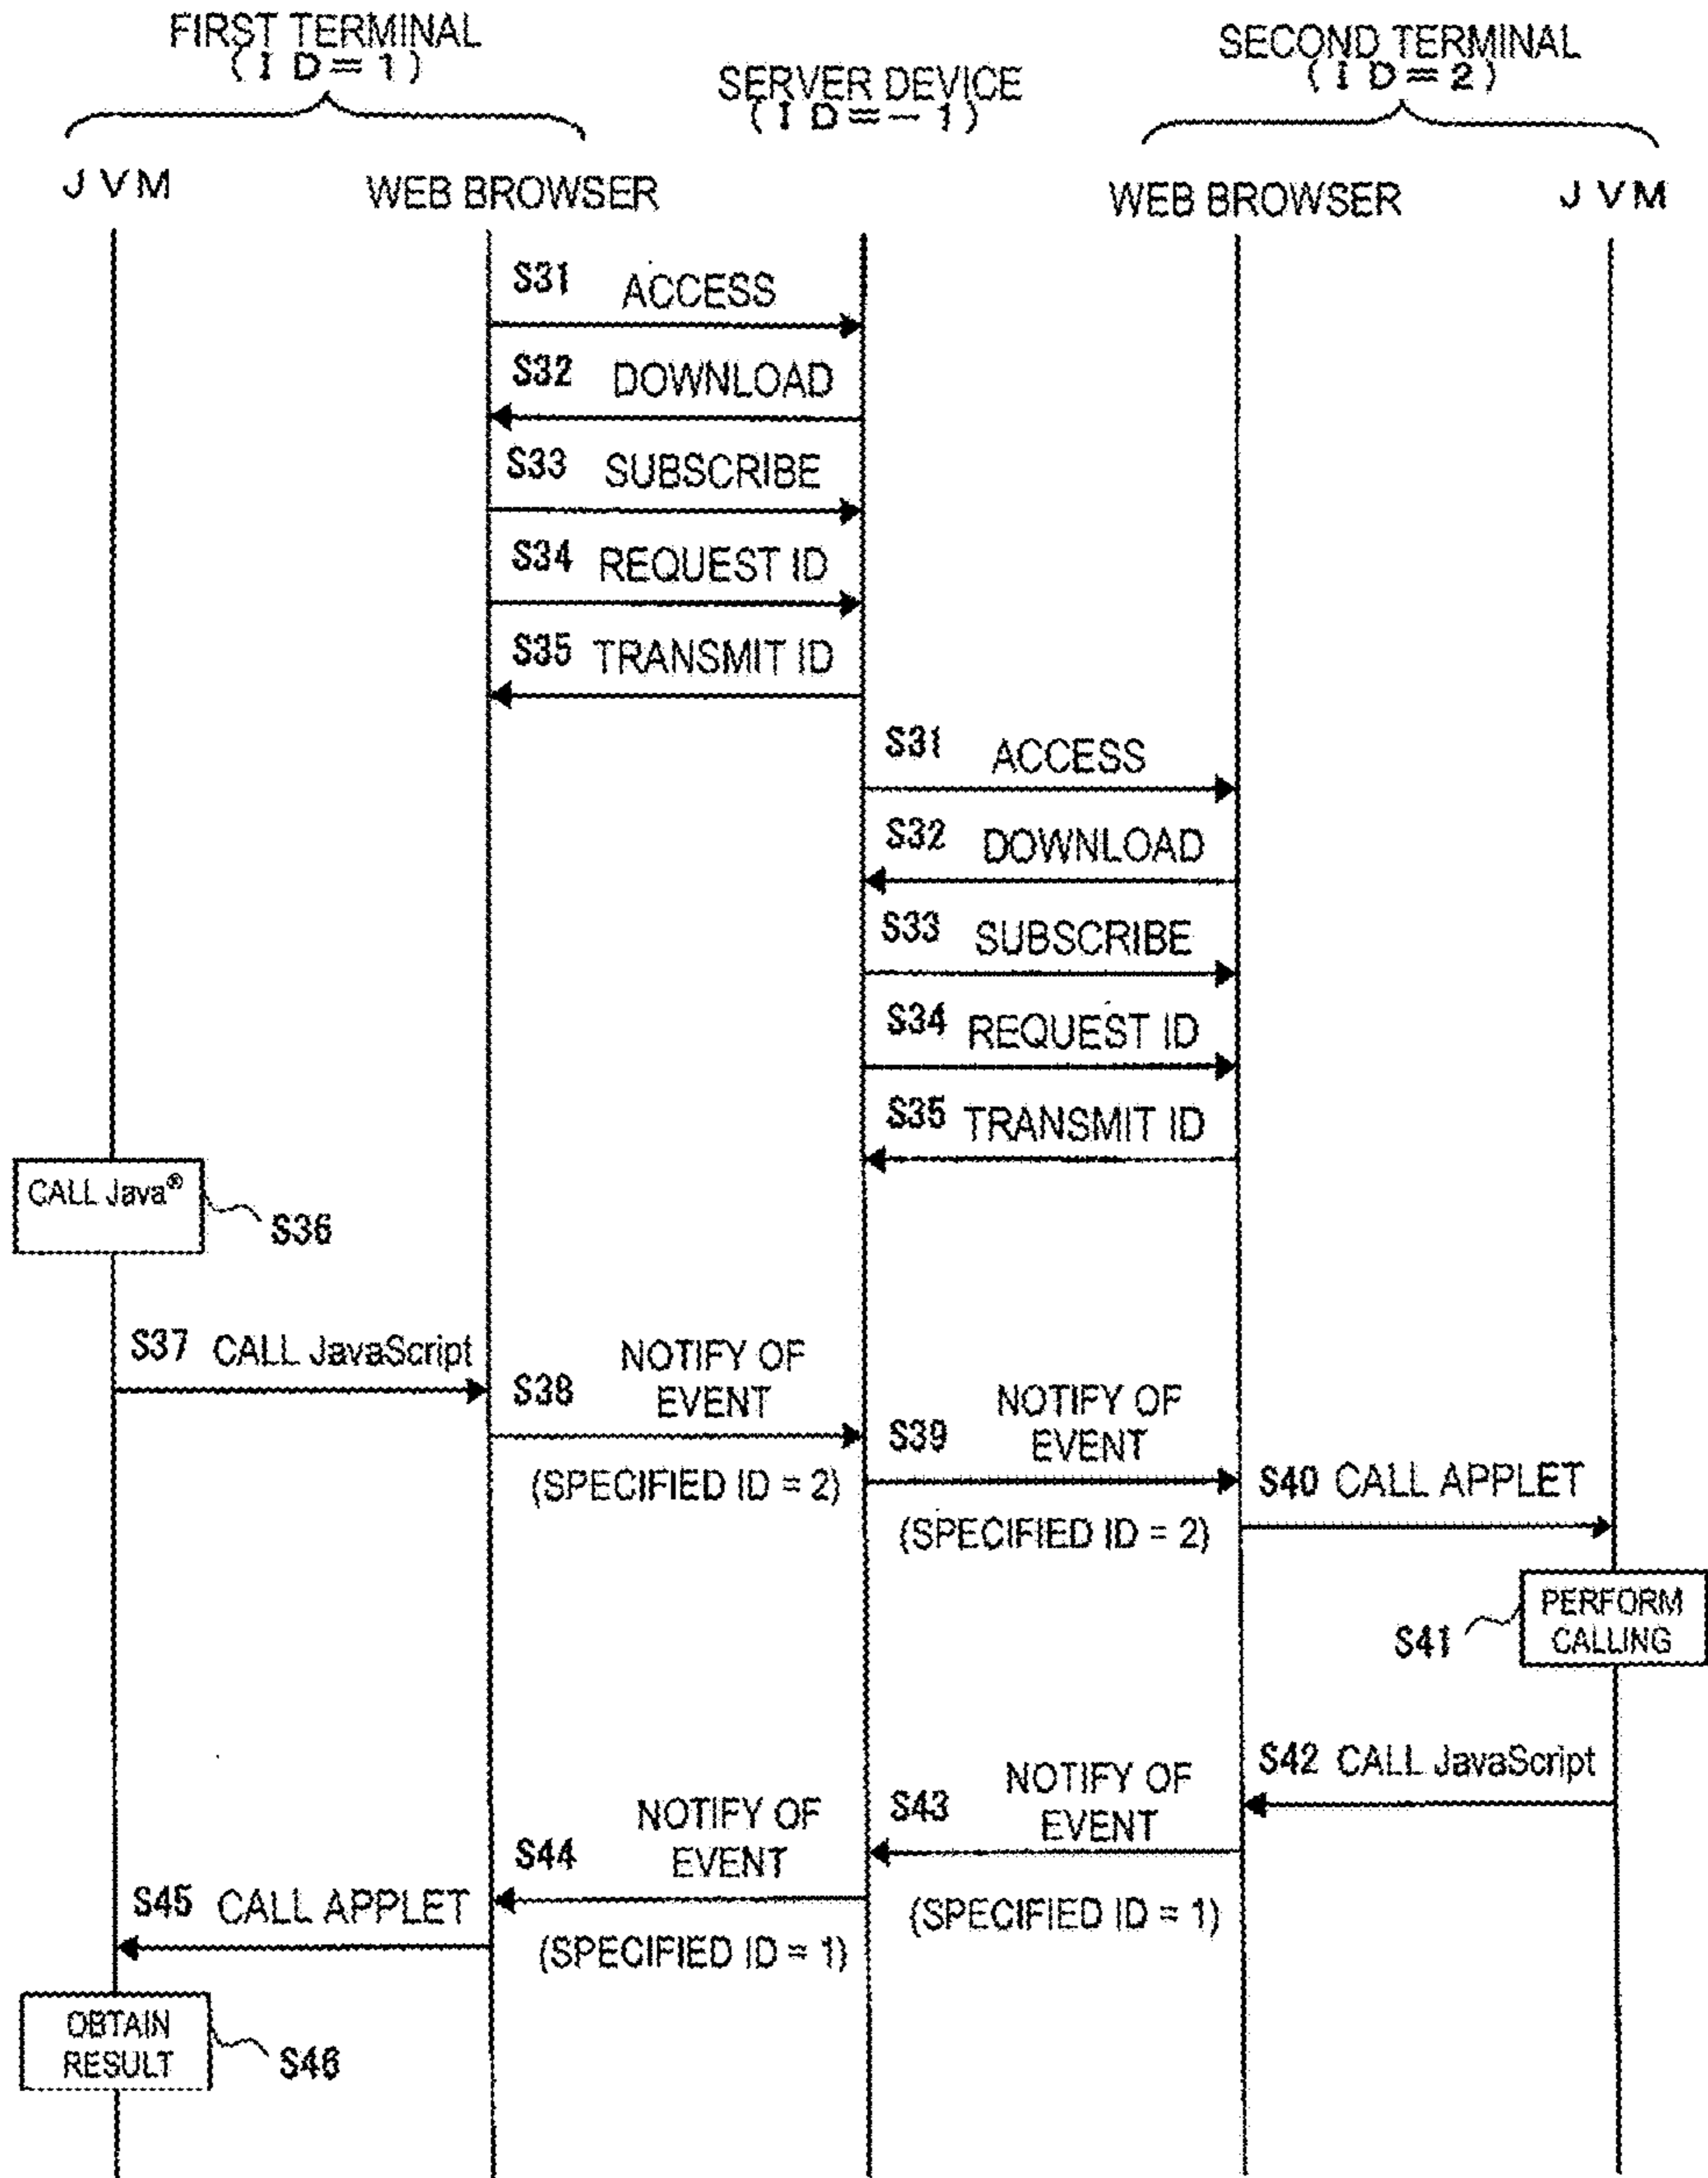 FIRST TERMINAL
(ID=1)
SERVER DEVICE
(ID=-1)
SECOND TERMINAL
(ID=2)
JVM
WEB BROWSER
WEB BROWSER
JVM
S31 ACCESS
S32 DOWNLOAD
S33 SUBSCRIBE
S34 REQUEST ID
S35 TRANSMIT ID
S31 ACCESS
S32 DOWNLOAD
S33 SUBSCRIBE
S34 REQUEST ID
S35 TRANSMIT ID
CALL Java®
S36
S37 CALL JavaScript
S38 NOTIFY OF
EVENT
(SPECIFIED ID = 2)
S39 NOTIFY OF
EVENT
(SPECIFIED ID = 2)
S40 CALL APPLET
PERFORM
CALLING
S41
S42 CALL JavaScript
S43 NOTIFY OF
EVENT
(SPECIFIED ID = 1)
S44 NOTIFY OF
EVENT
(SPECIFIED ID = 1)
S45 CALL APPLET
OBTAIN
RESULT
S46